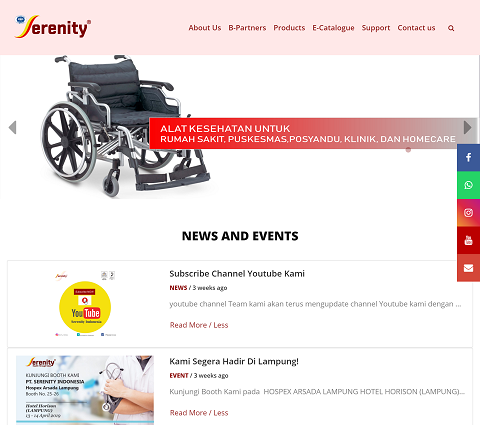 Serenity®
About Us B-Partners Products E-Catalogue Support Contact us
ALAT KESEHATAN UNTUK
RUMAH SAKIT, PUSKESMAS,POSYANDU, KLINIK, DAN HOMECARE
NEWS AND EVENTS
Subscribe Channel Youtube Kami
NEWS / 3 weeks ago
youtube channel Team kami akan terus mengupdate channel Youtube kami dengan ...
Read More / Less
YouTube
Serenity Indonesia
Kami Segera Hadir Di Lampung!
EVENT / 3 weeks ago
Kunjungi Booth Kami pada HOSPEX ARSADA LAMPUNG HOTEL HORISON (LAMPUNG)...
Read More / Less
Serenity
KUNJUNGI BOOTH KAMI
PT. SERENITY INDONESIA
Hospex Arsada Lampung
Booth No. 25-26
Hotel Horison
(LAMPUNG)
13 - 14 April 2019
You